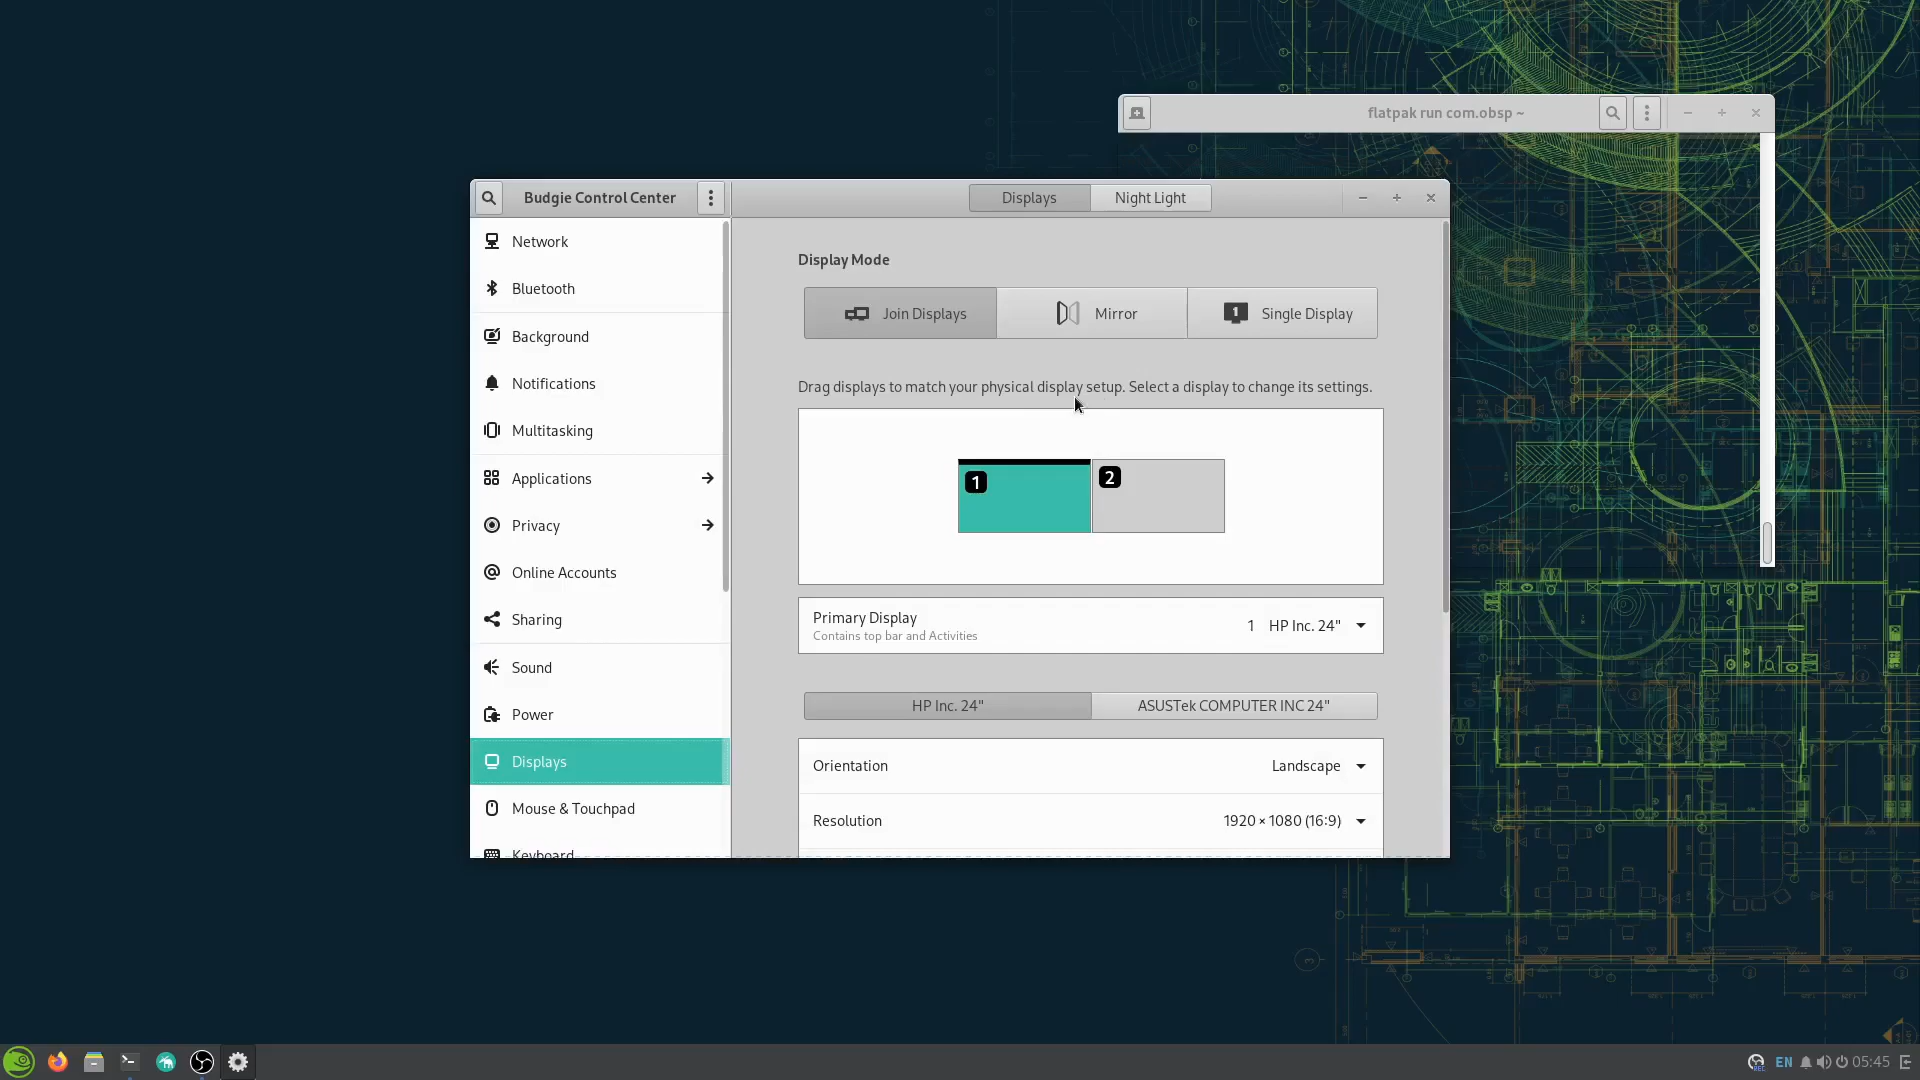 flatpak run com.obsp ~
Budgie Control Center
Displays
Night Light
Network
Bluetooth
Background
Notifications
Multitasking
Applications
Privacy
Online Accounts
Sharing
Sound
Power
Displays
Mouse & Touchpad
Keyboard
Display Mode
Join Displays
Mirror
1
Single Display
Drag displays to match your physical display setup. Select a display to change its settings.
1
2
Primary Display
Contains top bar and Activities
1 HP Inc. 24"
HP Inc. 24"
ASUSTek COMPUTER INC 24"
Orientation
Landscape
Resolution
1920 × 1080 (16:9)
REC
EN
05:45